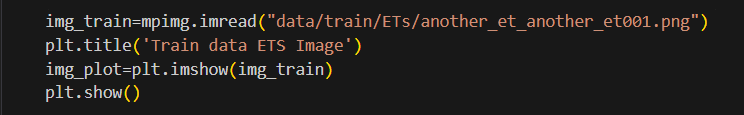 img_train=mpimg.imread("data/train/ETs/another_et_another_et001.png")
plt.title('Train data ETS Image')
img_plot=plt.imshow(img_train)
plt.show()